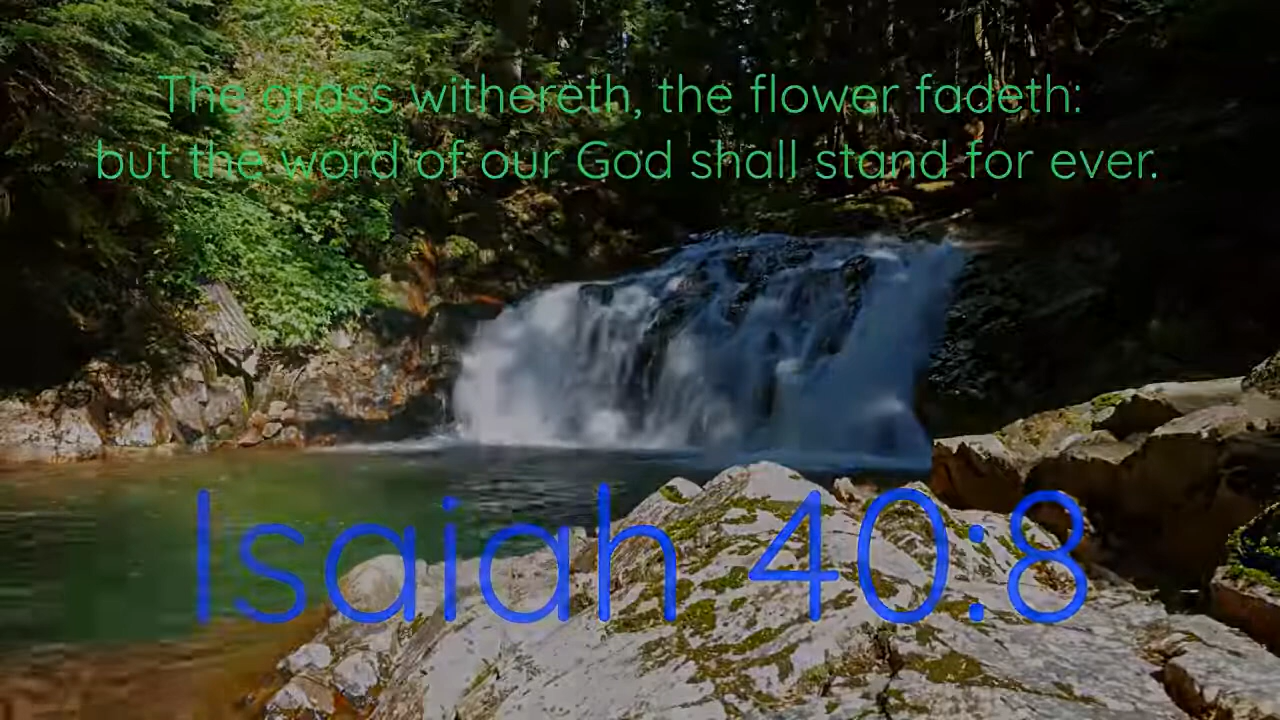 The grass withereth, the flower fadeth:
but the word of our God shall stand for ever.
Isaiah 40:8